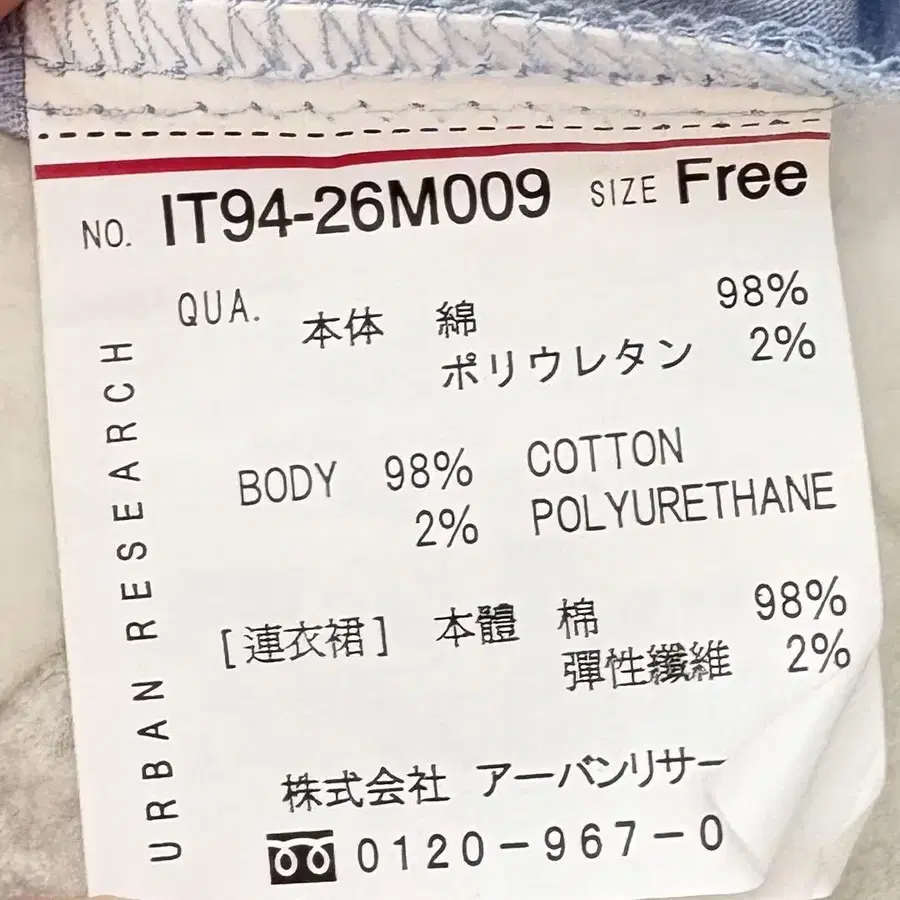 NO. IT94-26M009 SIZE Free
QUA. 本体 綿 98%
ポリウレタン 2%
BODY 98% COTTON
2% POLYURETHANE
[連衣裙] 本體 棉 98%
彈性纖維 2%
株式会社 アーバンリサー
0120-967-0
URBAN RESEARCH